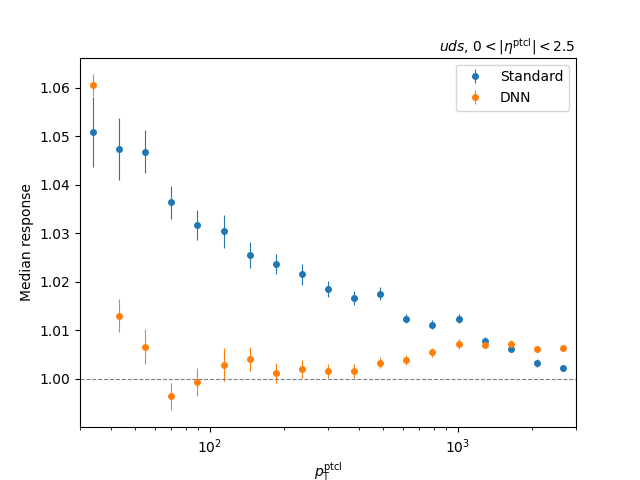 uds, 0 < |η^ptcl| < 2.5
Standard
DNN
Median response
1.06
1.05
1.04
1.03
1.02
1.01
1.00
10^2
10^3
p_T^ptcl